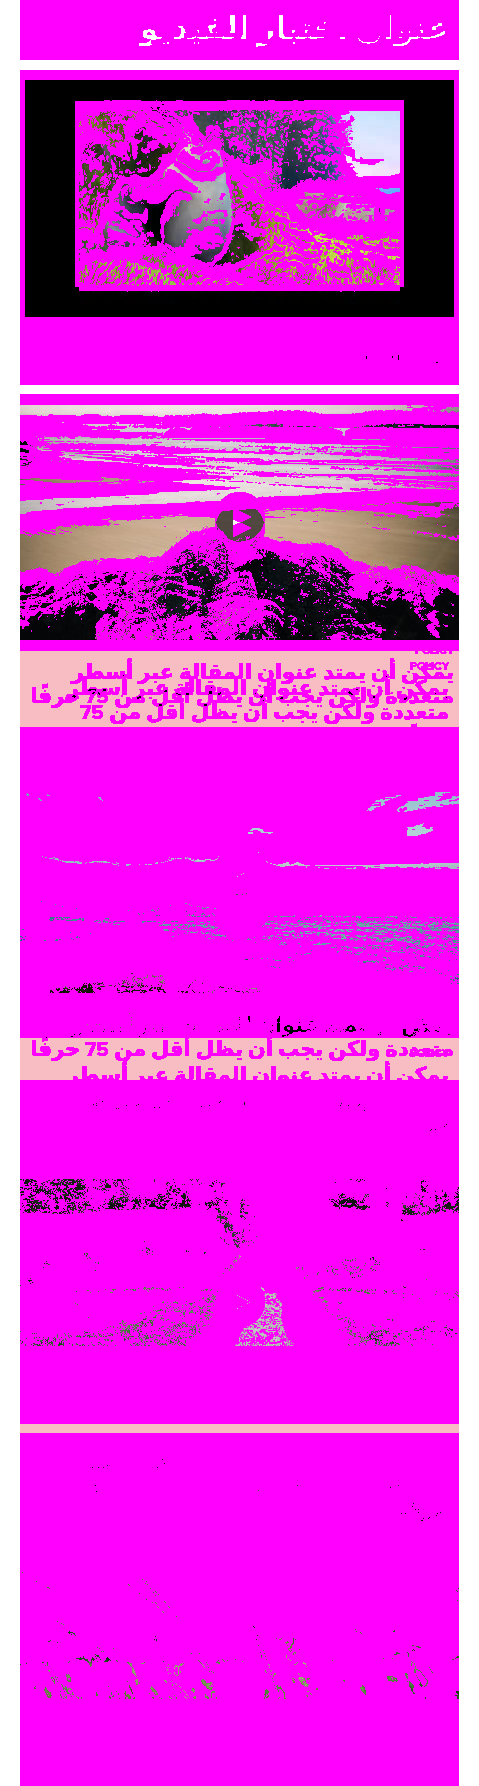 عنوان اختبار الفيديو
POLICY
POLICY
يمكن أن يمتد عنوان المقالة عبر أسطر
يمكن أن يمتد عنوان المقالة عبر أسطر
متعددة ولكن يجب أن يظل أقل من 75 حرفًا
متعددة ولكن يجب أن يظل أقل من 75
متعددة ولكن يجب أن يظل أقل من 75 حرفًا
يمكن أن يمتد عنوان المقالة عبر أسطر